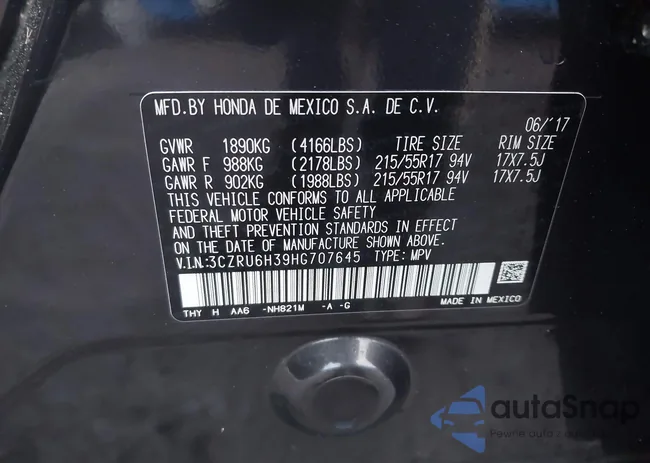 MFD.BY HONDA DE MEXICO S.A. DE C.V.
06/'17
GVWR 1890KG (4166LBS) TIRE SIZE RIM SIZE
GAWR F 988KG (2178LBS) 215/55R17 94V 17X7.5J
GAWR R 902KG (1988LBS) 215/55R17 94V 17X7.5J
THIS VEHICLE CONFORMS TO ALL APPLICABLE
FEDERAL MOTOR VEHICLE SAFETY
AND THEFT PREVENTION STANDARDS IN EFFECT
ON THE DATE OF MANUFACTURE SHOWN ABOVE.
V.I.N.:3CZRU6H39HG707645 TYPE: MPV
THY H AA6 -NH821M -A -G
MADE IN MEXICO
autaSnap
Pewne auta z